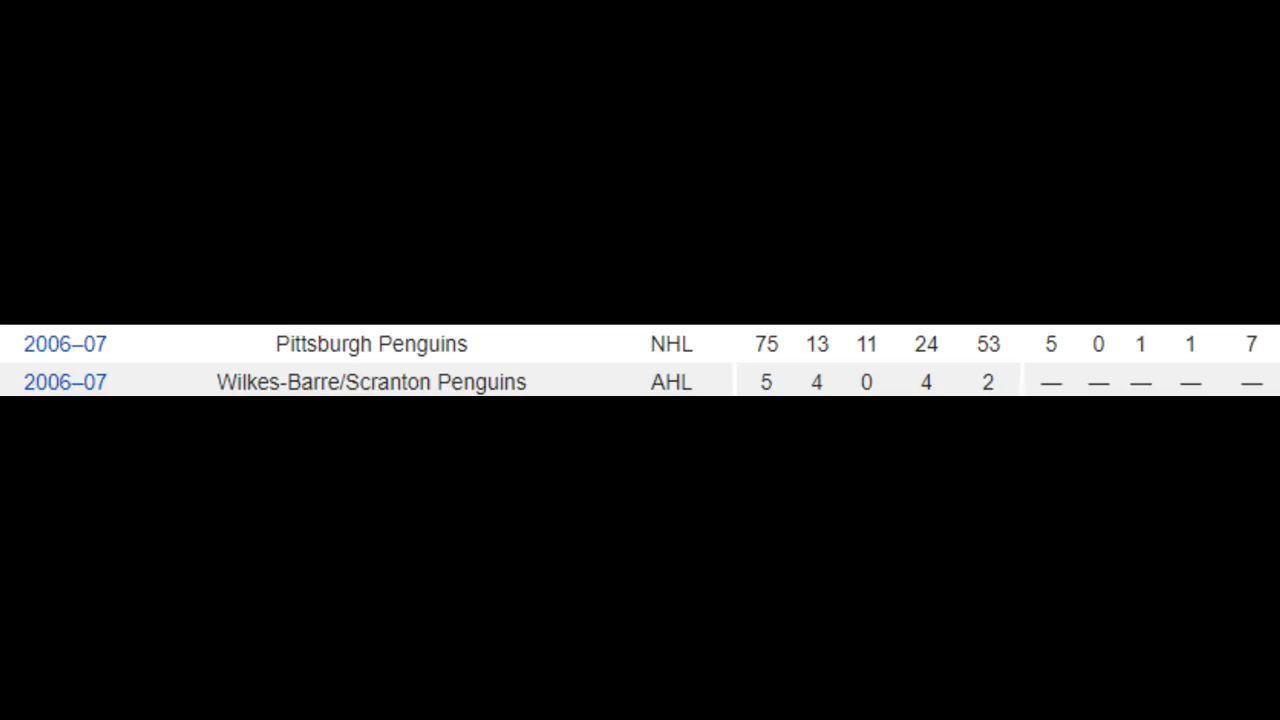 2006–07 Pittsburgh Penguins NHL 75 13 11 24 53 5 0 1 1 7
2006–07 Wilkes-Barre/Scranton Penguins AHL 5 4 0 4 2 — — — — —